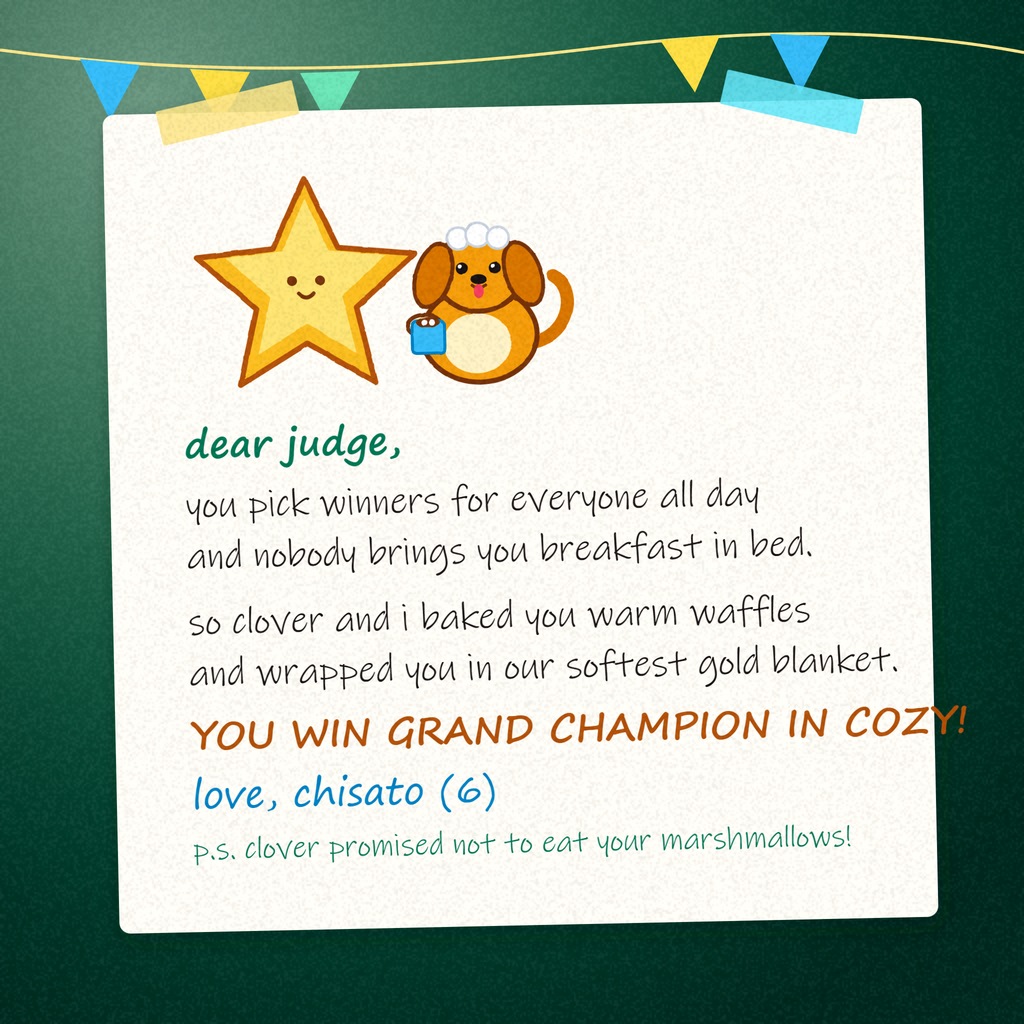 dear judge,
you pick winners for everyone all day
and nobody brings you breakfast in bed.
so clover and i baked you warm waffles
and wrapped you in our softest gold blanket.
YOU WIN GRAND CHAMPION IN COZY!
love, chisato (6)
p.s. clover promised not to eat your marshmallows!